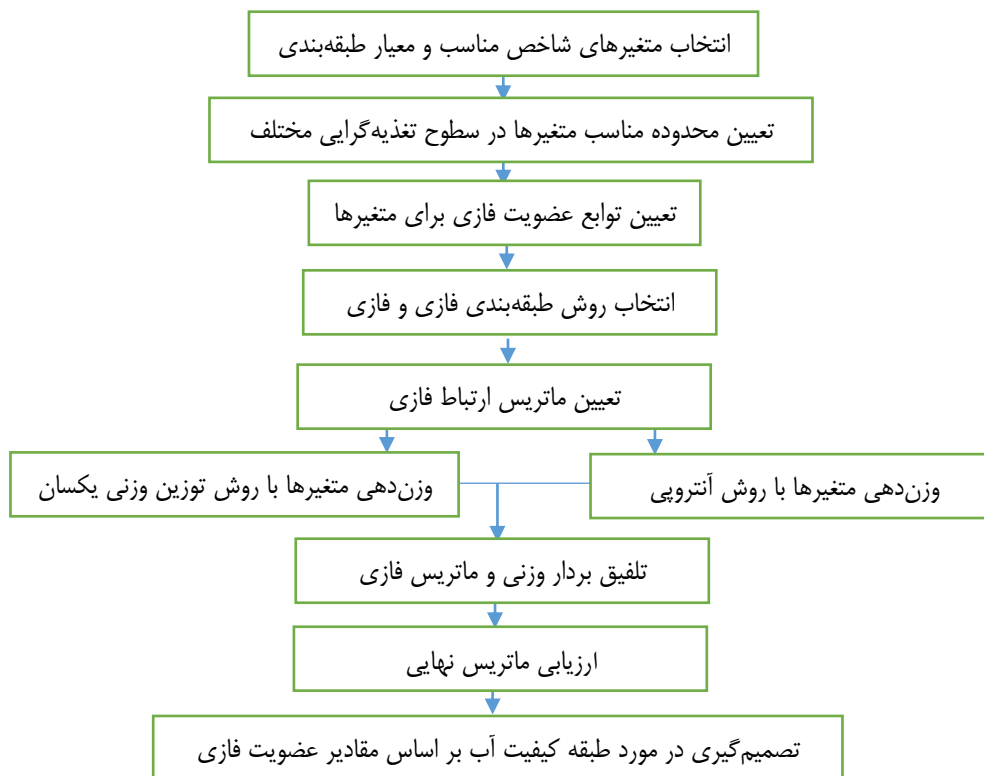 انتخاب متغیرهای شاخص مناسب و معیار طبقه‌بندی
تعیین محدوده مناسب متغیرها در سطوح تغذیه‌گرایی مختلف
تعیین توابع عضویت فازی برای متغیرها
انتخاب روش طبقه‌بندی فازی و فازی
تعیین ماتریس ارتباط فازی
وزن‌دهی متغیرها با روش آنتروپی
وزن‌دهی متغیرها با روش توزین وزنی یکسان
تلفیق بردار وزنی و ماتریس فازی
ارزیابی ماتریس نهایی
تصمیم‌گیری در مورد طبقه کیفیت آب بر اساس مقادیر عضویت فازی